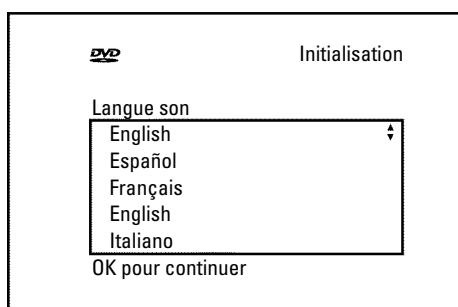 DVD
Initialisation
Langue son
English
Español
Français
English
Italiano
OK pour continuer